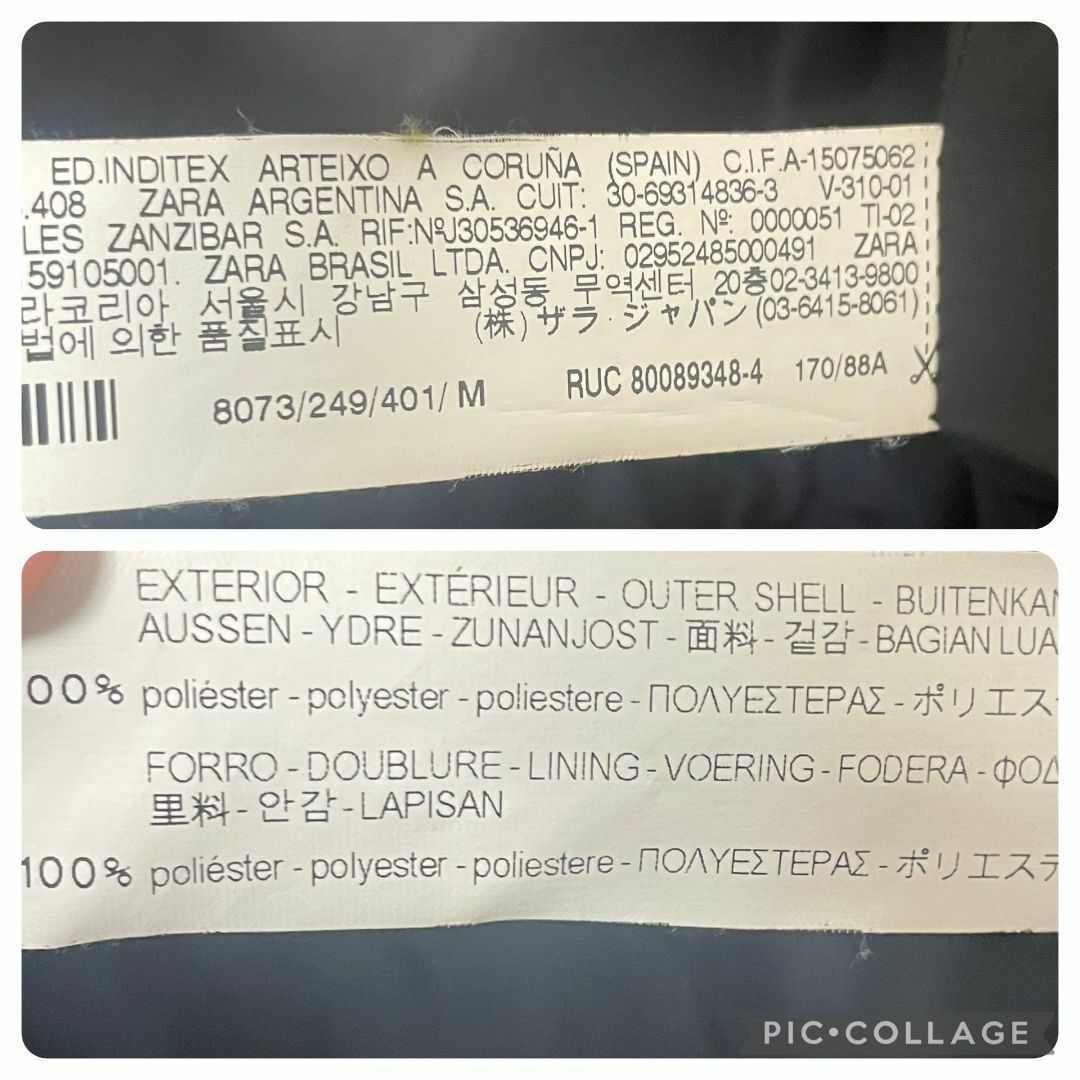 ED.INDITEX ARTEIXO A CORUÑA (SPAIN) C.I.F.A-15075062
.408 ZARA ARGENTINA S.A. CUIT: 30-69314836-3 V-310-01
LES ZANZIBAR S.A. RIF:NºJ30536946-1 REG. Nº: 0000051 TI-02
59105001. ZARA BRASIL LTDA. CNPJ: 02952485000491 ZARA
라코리아 서울시 강남구 삼성동 무역센터 20층02-3413-9800
법에 의한 품질표시 (株) ザラ・ジャパン (03-6415-8061)
8073/249/401/ M RUC 80089348-4 170/88A
EXTERIOR - EXTÉRIEUR - OUTER SHELL - BUITENKAN
AUSSEN - YDRE - ZUNANJOST - 面料 - 겉감 - BAGIAN LUA
00% poliéster - polyester - poliestere - ΠΟΛΥΕΣΤΕΡΑΣ - ポリエス
FORRO - DOUBLURE - LINING - VOERING - FODERA - ΦΟΔ
里料 - 안감 - LAPISAN
100% poliéster - polyester - poliestere - ΠΟΛΥΕΣΤΕΡΑΣ - ポリエステ
PIC•COLLAGE